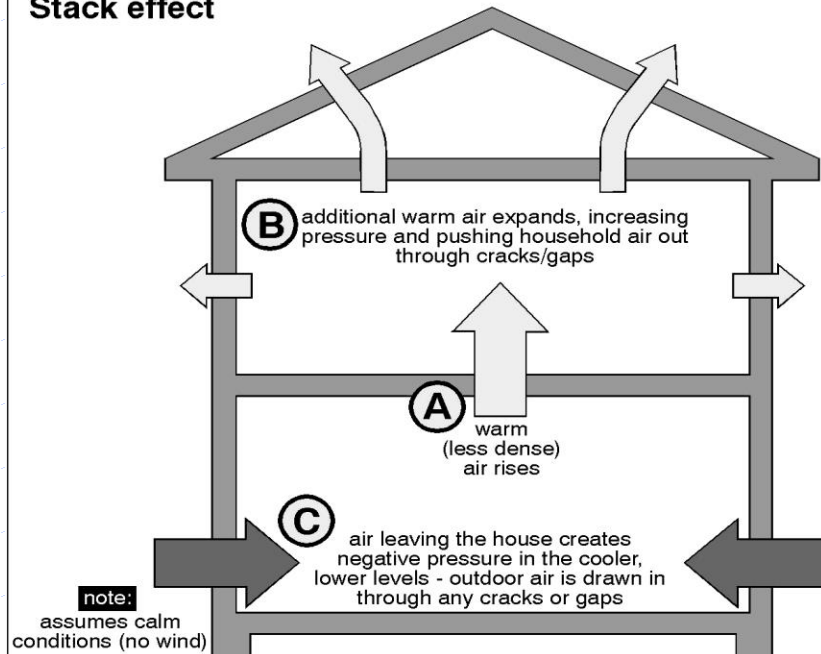 Stack effect
B
additional warm air expands, increasing
pressure and pushing household air out
through cracks/gaps
A
warm
(less dense)
air rises
C
air leaving the house creates
negative pressure in the cooler,
lower levels - outdoor air is drawn in
through any cracks or gaps
note:
assumes calm
conditions (no wind)